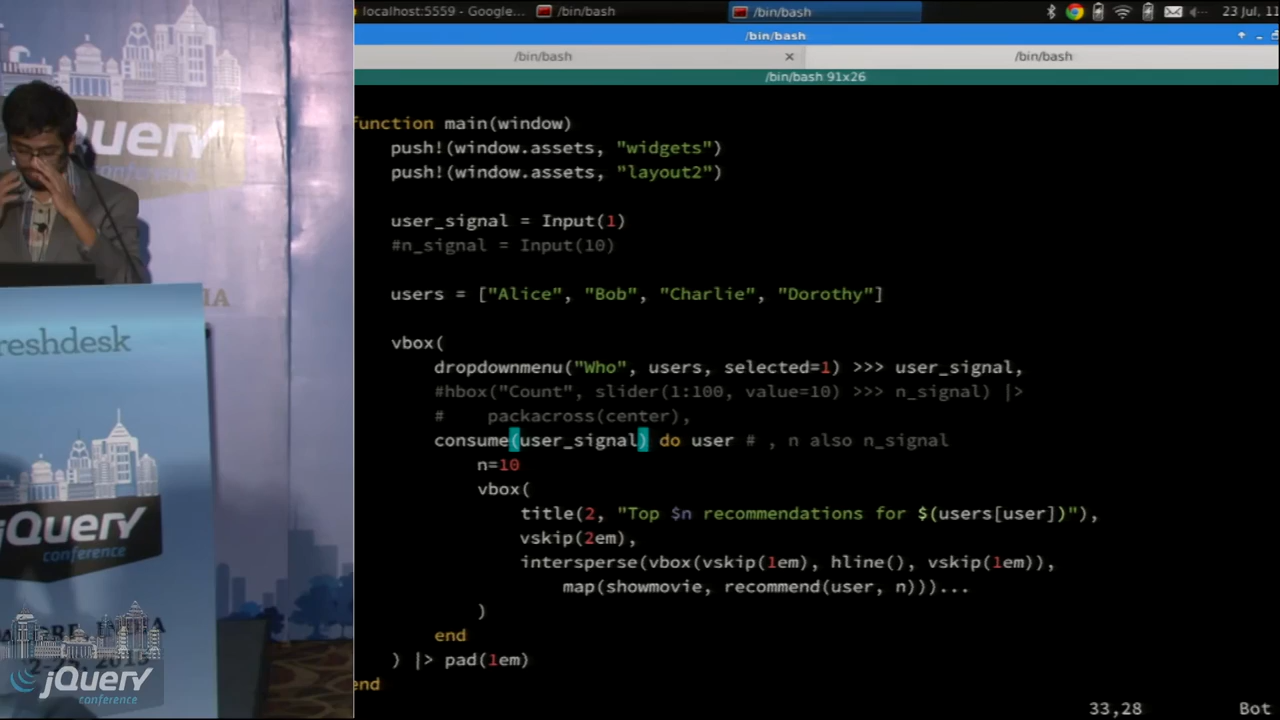 localhost:5559 - Google...
/bin/bash
/bin/bash
23 Jul, 11
/bin/bash
/bin/bash
/bin/bash
/bin/bash 91x26
function main(window)
push!(window.assets, "widgets")
push!(window.assets, "layout2")
user_signal = Input(1)
#n_signal = Input(10)
users = ["Alice", "Bob", "Charlie", "Dorothy"]
vbox(
dropdownmenu("Who", users, selected=1) >>> user_signal,
#hbox("Count", slider(1:100, value=10) >>> n_signal) |>
# packacross(center),
consume(user_signal) do user # , n also n_signal
n=10
vbox(
title(2, "Top $n recommendations for $(users[user])"),
vskip(2em),
intersperse(vbox(vskip(1em), hline(), vskip(1em)),
map(showmovie, recommend(user, n)))...
)
end
) |> pad(1em)
end
33,28
Bot
jQuery
reshdesk
jQuery
conference
jQuery
conference